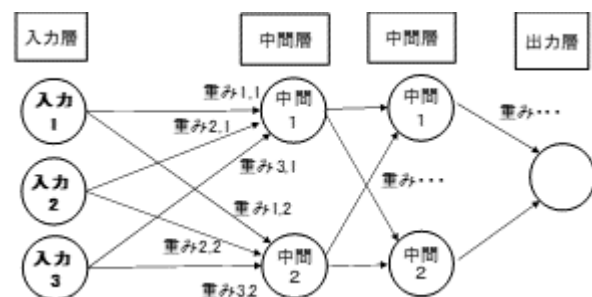 入力層
中間層
中間層
出力層
入力
1
重み1,1
中間
1
中間
1
重み・・・
重み2,1
入力
2
重み3,1
重み・・・
重み1,2
入力
3
重み2,2
中間
2
中間
2
重み3,2